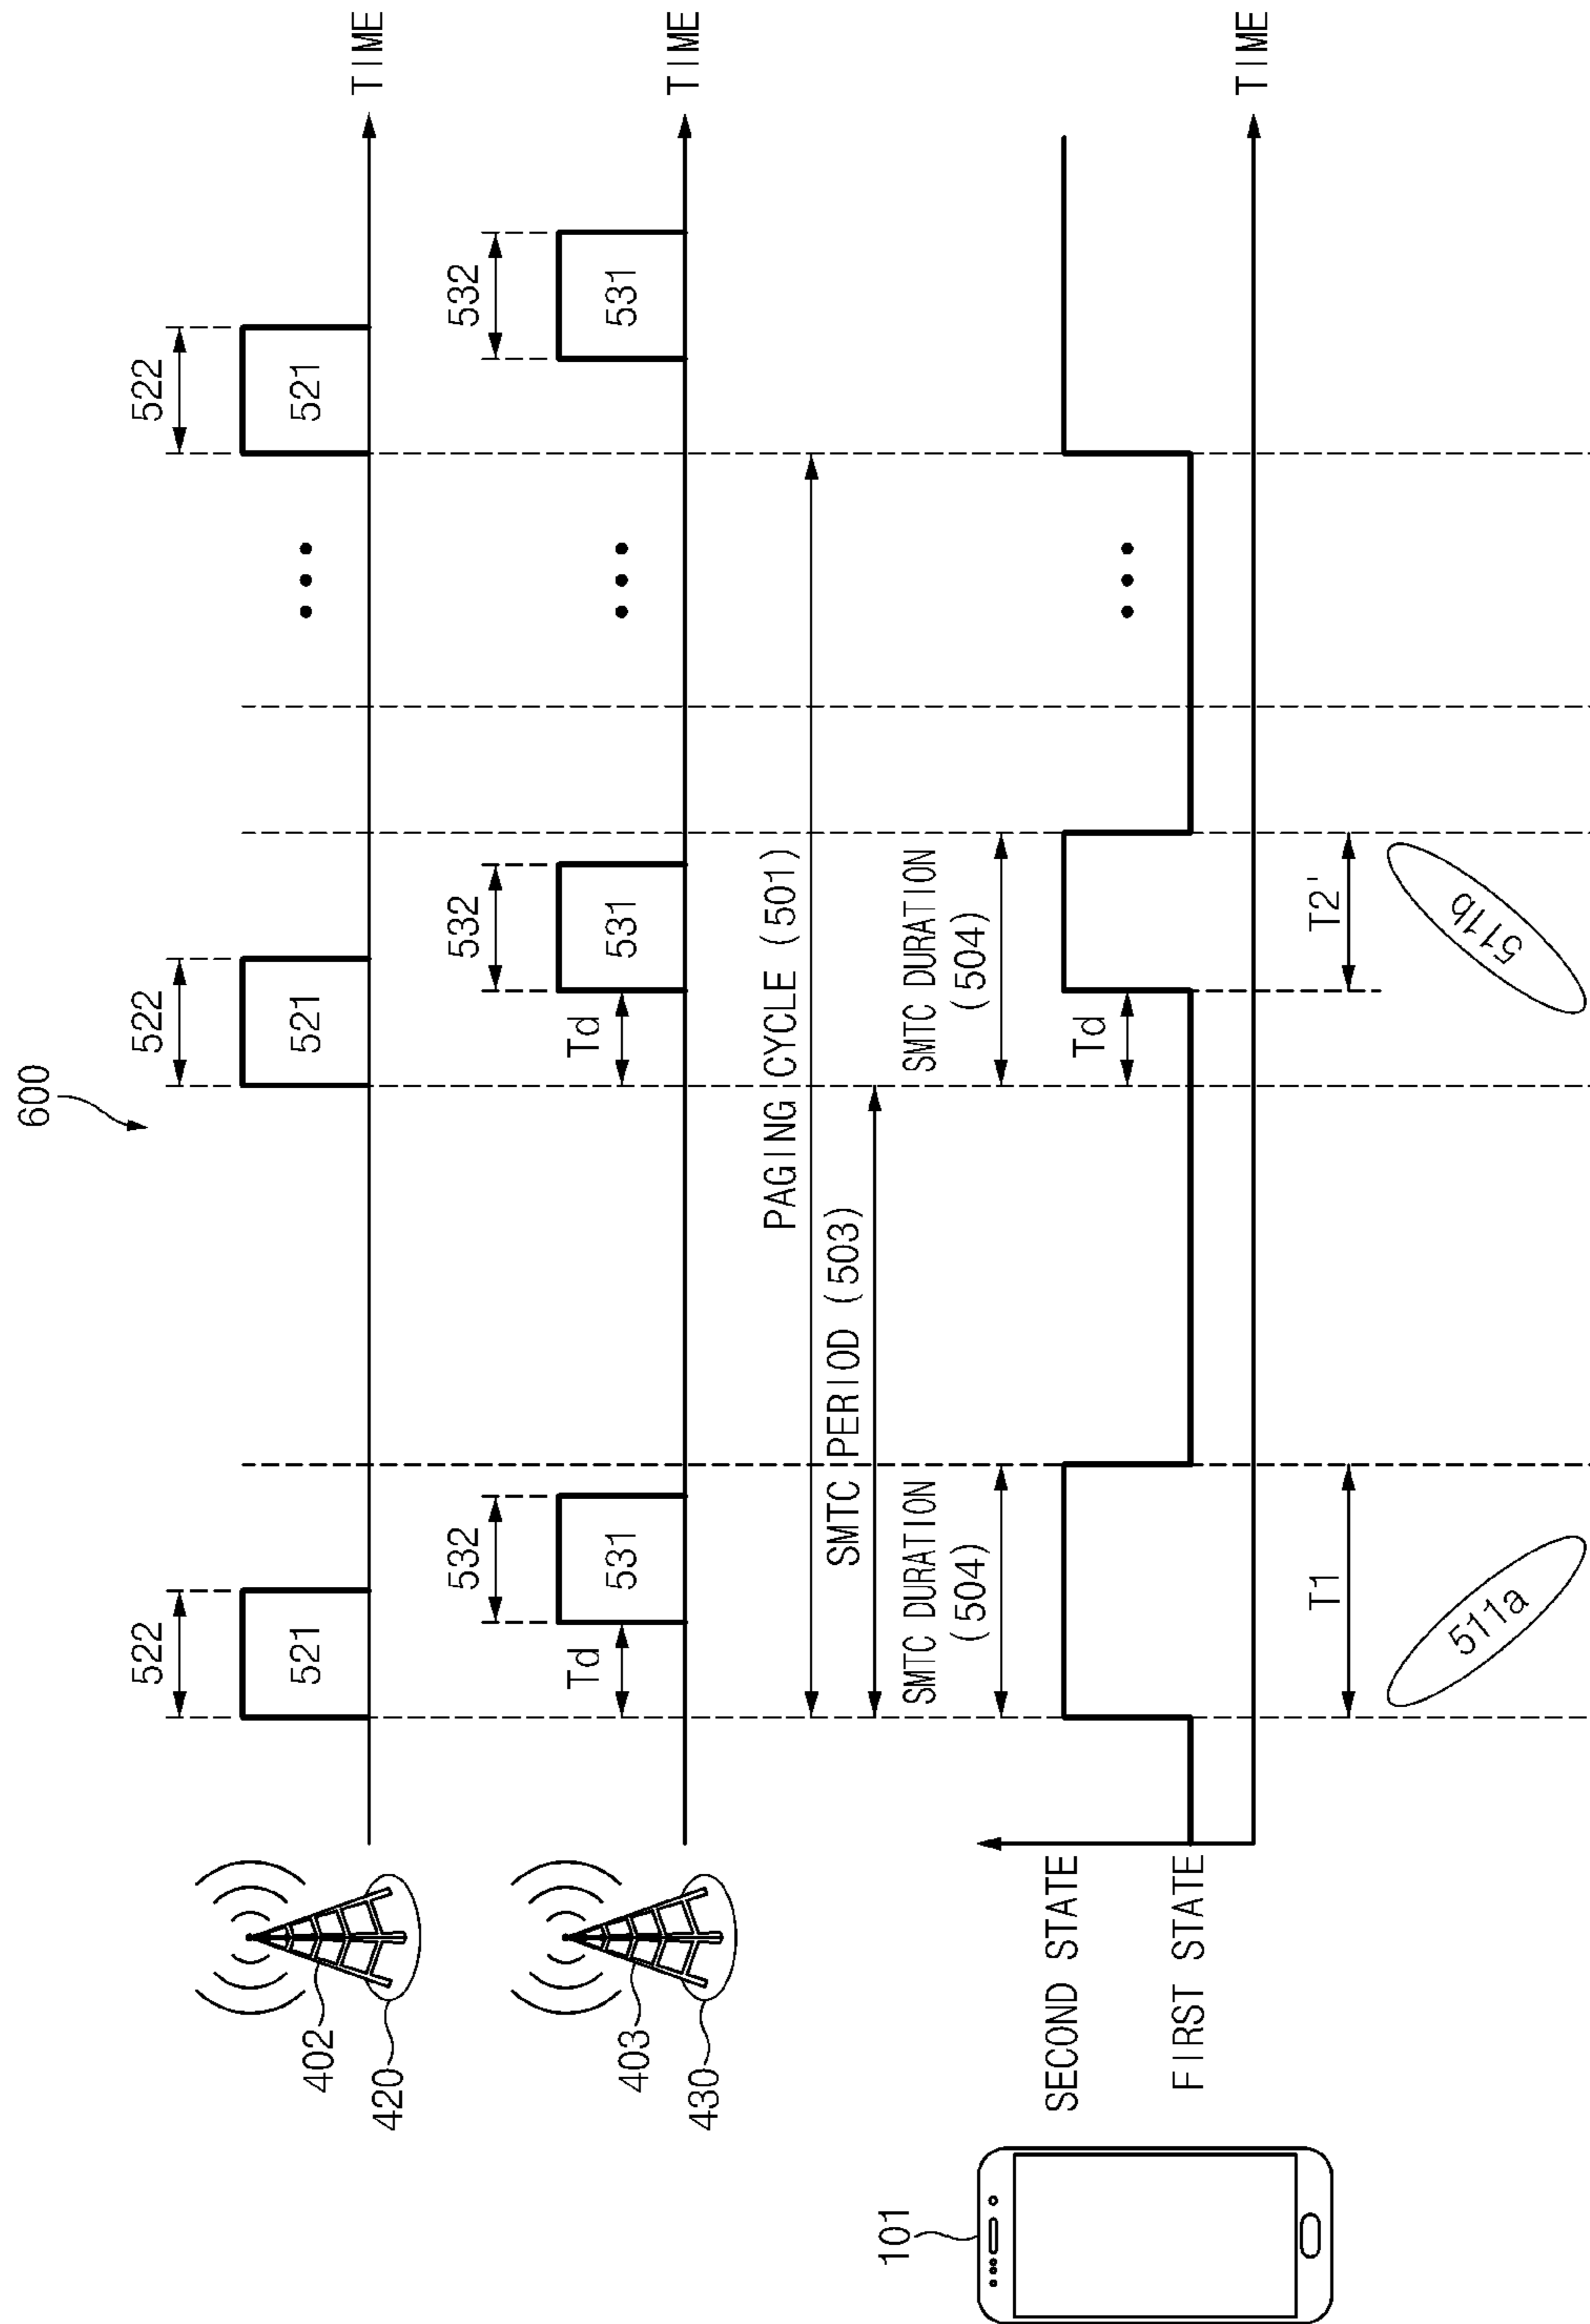 600
522
522
522
521
521
521
TIME
402
420
532
532
532
Td
531
Td
531
531
TIME
403
430
PAGING CYCLE (501)
SMTC PERIOD (503)
SMTC DURATION
(504)
SMTC DURATION
(504)
101
SECOND STATE
Td
FIRST STATE
TIME
T1
T2'
511a
511b